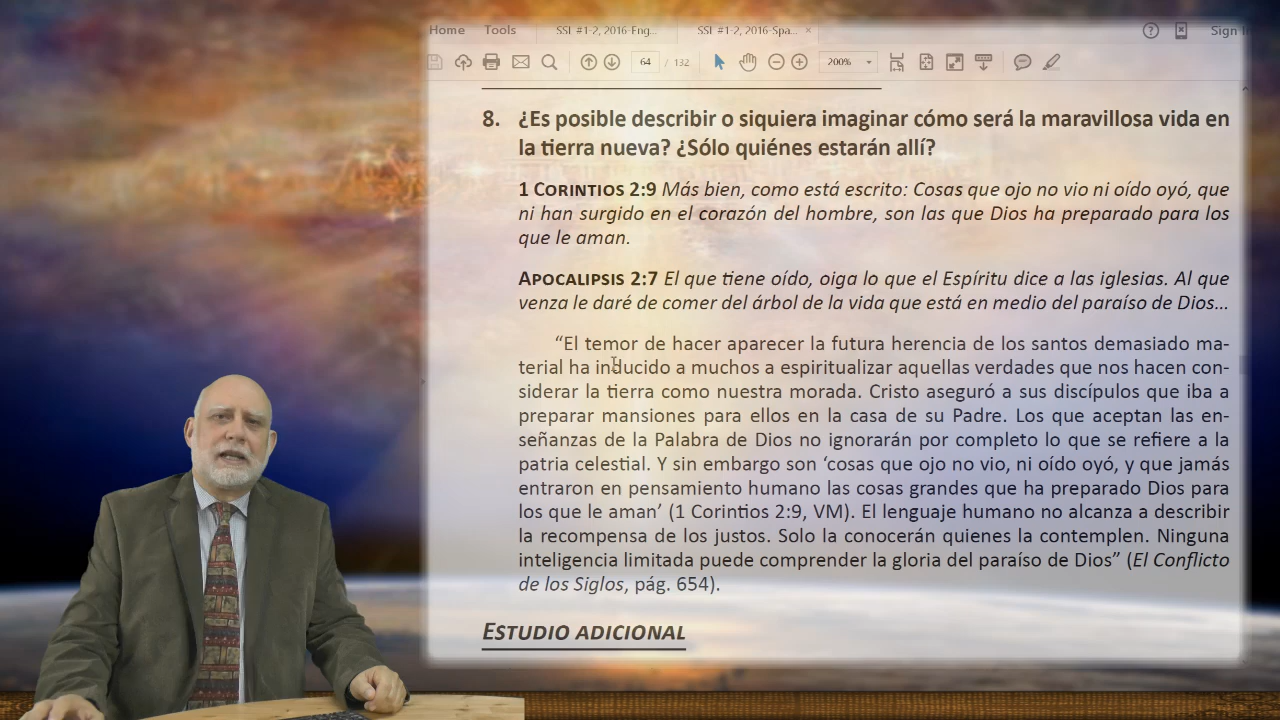 Home Tools SSL #1-2, 2016-Eng... SSL #1-2, 2016-Spa... × Sign In
64 / 132 200%
8. ¿Es posible describir o siquiera imaginar cómo será la maravillosa vida en
la tierra nueva? ¿Sólo quiénes estarán allí?
1 Corintios 2:9 Más bien, como está escrito: Cosas que ojo no vio ni oído oyó, que
ni han surgido en el corazón del hombre, son las que Dios ha preparado para los
que le aman.
Apocalipsis 2:7 El que tiene oído, oiga lo que el Espíritu dice a las iglesias. Al que
venza le daré de comer del árbol de la vida que está en medio del paraíso de Dios...
“El temor de hacer aparecer la futura herencia de los santos demasiado ma-
terial ha inducido a muchos a espiritualizar aquellas verdades que nos hacen con-
siderar la tierra como nuestra morada. Cristo aseguró a sus discípulos que iba a
preparar mansiones para ellos en la casa de su Padre. Los que aceptan las en-
señanzas de la Palabra de Dios no ignorarán por completo lo que se refiere a la
patria celestial. Y sin embargo son ‘cosas que ojo no vio, ni oído oyó, y que jamás
entraron en pensamiento humano las cosas grandes que ha preparado Dios para
los que le aman’ (1 Corintios 2:9, VM). El lenguaje humano no alcanza a describir
la recompensa de los justos. Solo la conocerán quienes la contemplen. Ninguna
inteligencia limitada puede comprender la gloria del paraíso de Dios” (El Conflicto
de los Siglos, pág. 654).
Estudio adicional